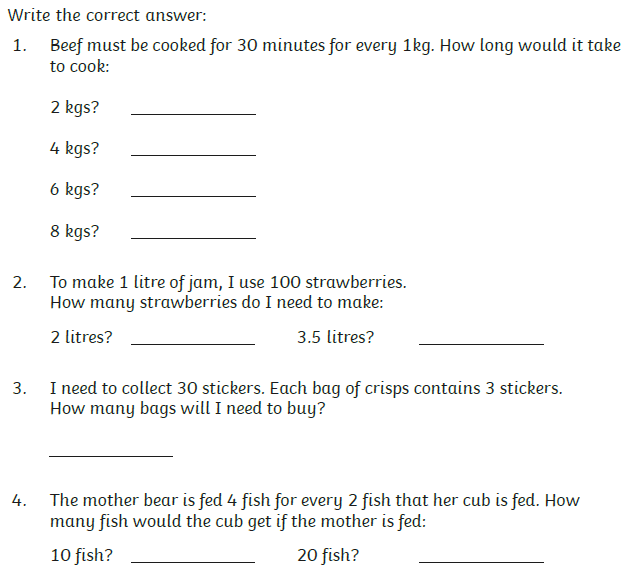 Write the correct answer:
1. Beef must be cooked for 30 minutes for every 1kg. How long would it take
to cook:
2 kgs?
4 kgs?
6 kgs?
8 kgs?
2. To make 1 litre of jam, I use 100 strawberries.
How many strawberries do I need to make:
2 litres? 3.5 litres?
3. I need to collect 30 stickers. Each bag of crisps contains 3 stickers.
How many bags will I need to buy?
4. The mother bear is fed 4 fish for every 2 fish that her cub is fed. How
many fish would the cub get if the mother is fed:
10 fish? 20 fish?